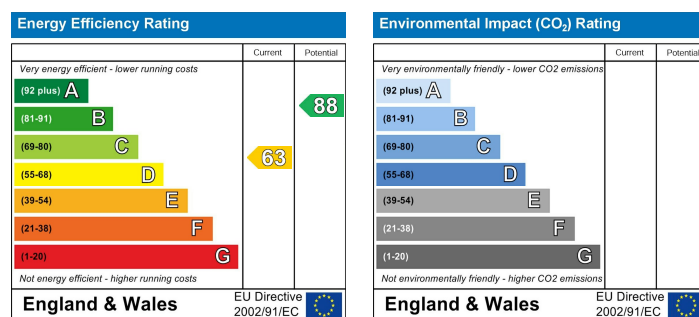 Energy Efficiency Rating
Current Potential
Very energy efficient - lower running costs
(92 plus) A
(81-91) B
(69-80) C
(55-68) D
(39-54) E
(21-38) F
(1-20) G
88
63
Not energy efficient - higher running costs
England & Wales
EU Directive
2002/91/EC
Environmental Impact (CO₂) Rating
Current Potential
Very environmentally friendly - lower CO2 emissions
(92 plus) A
(81-91) B
(69-80) C
(55-68) D
(39-54) E
(21-38) F
(1-20) G
Not environmentally friendly - higher CO2 emissions
England & Wales
EU Directive
2002/91/EC